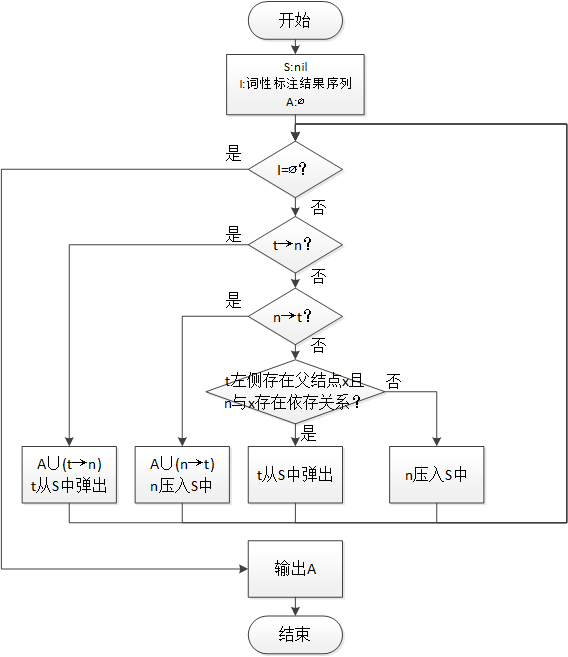 开始
S:nil
I:词性标注结果序列
A:∅
是
I=∅?
否
是
t→n?
否
是
n→t?
否
t左侧存在父结点x且
n与x存在依存关系?
否
是
A∪(t→n)
t从S中弹出
A∪(n→t)
n压入S中
t从S中弹出
n压入S中
输出A
结束